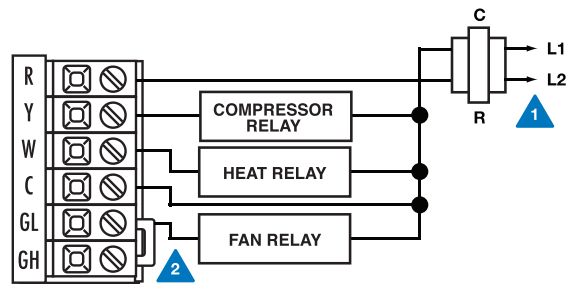 C
L1
R
L2
Y
COMPRESSOR
RELAY
R
1
W
HEAT RELAY
C
GL
FAN RELAY
GH
2